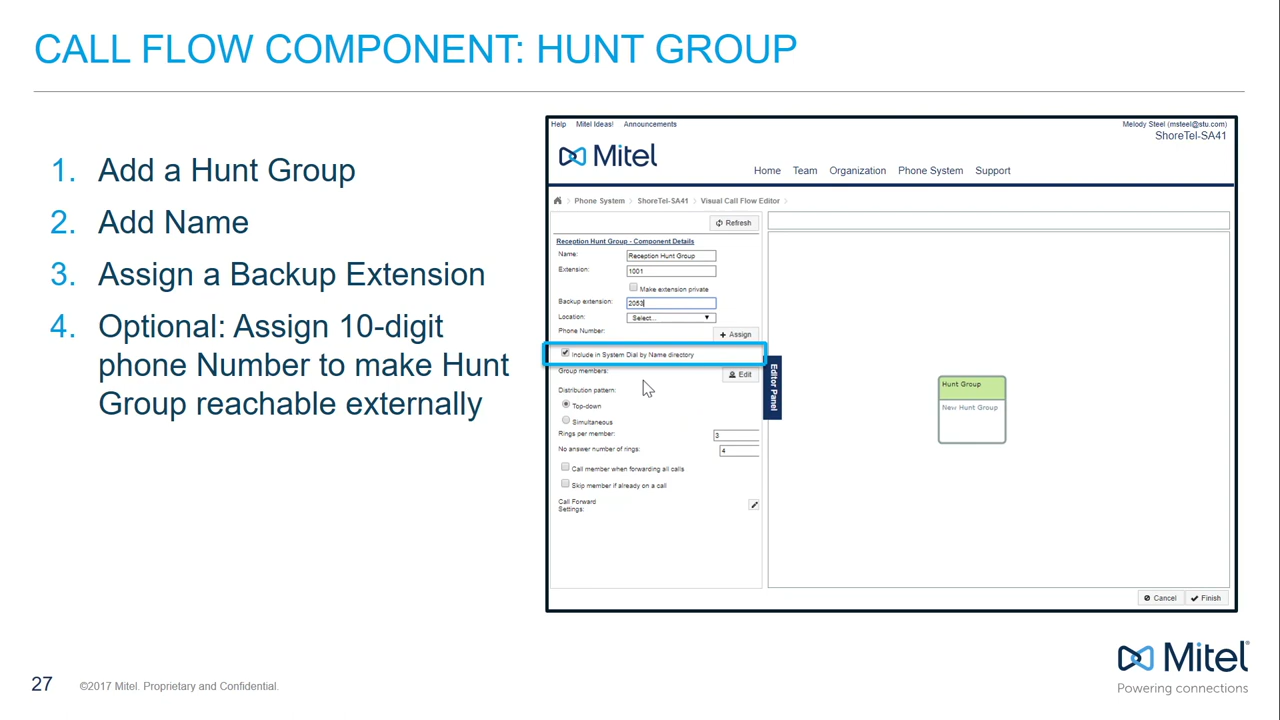 CALL FLOW COMPONENT: HUNT GROUP
1. Add a Hunt Group
2. Add Name
3. Assign a Backup Extension
4. Optional: Assign 10-digit
phone Number to make Hunt
Group reachable externally
Help Mitel Ideas! Announcements
Melody Steel (msteel@stu.com)
ShoreTel-SA41
Mitel
Home Team Organization Phone System Support
Phone System ShoreTel-SA41 Visual Call Flow Editor
Refresh
Reception Hunt Group - Component Details
Name: Reception Hunt Group
Extension: 1001
Make extension private
Backup extension: 2053
Location: Select...
Phone Number:
Assign
Include in System Dial by Name directory
Group members:
Edit
Distribution pattern:
Top-down
Simultaneous
Rings per member: 3
No answer number of rings: 4
Call member when forwarding all calls
Skip member if already on a call
Call Forward
Settings:
Editor Panel
Hunt Group
New Hunt Group
Cancel Finish
Mitel
Powering connections
27 ©2017 Mitel. Proprietary and Confidential.